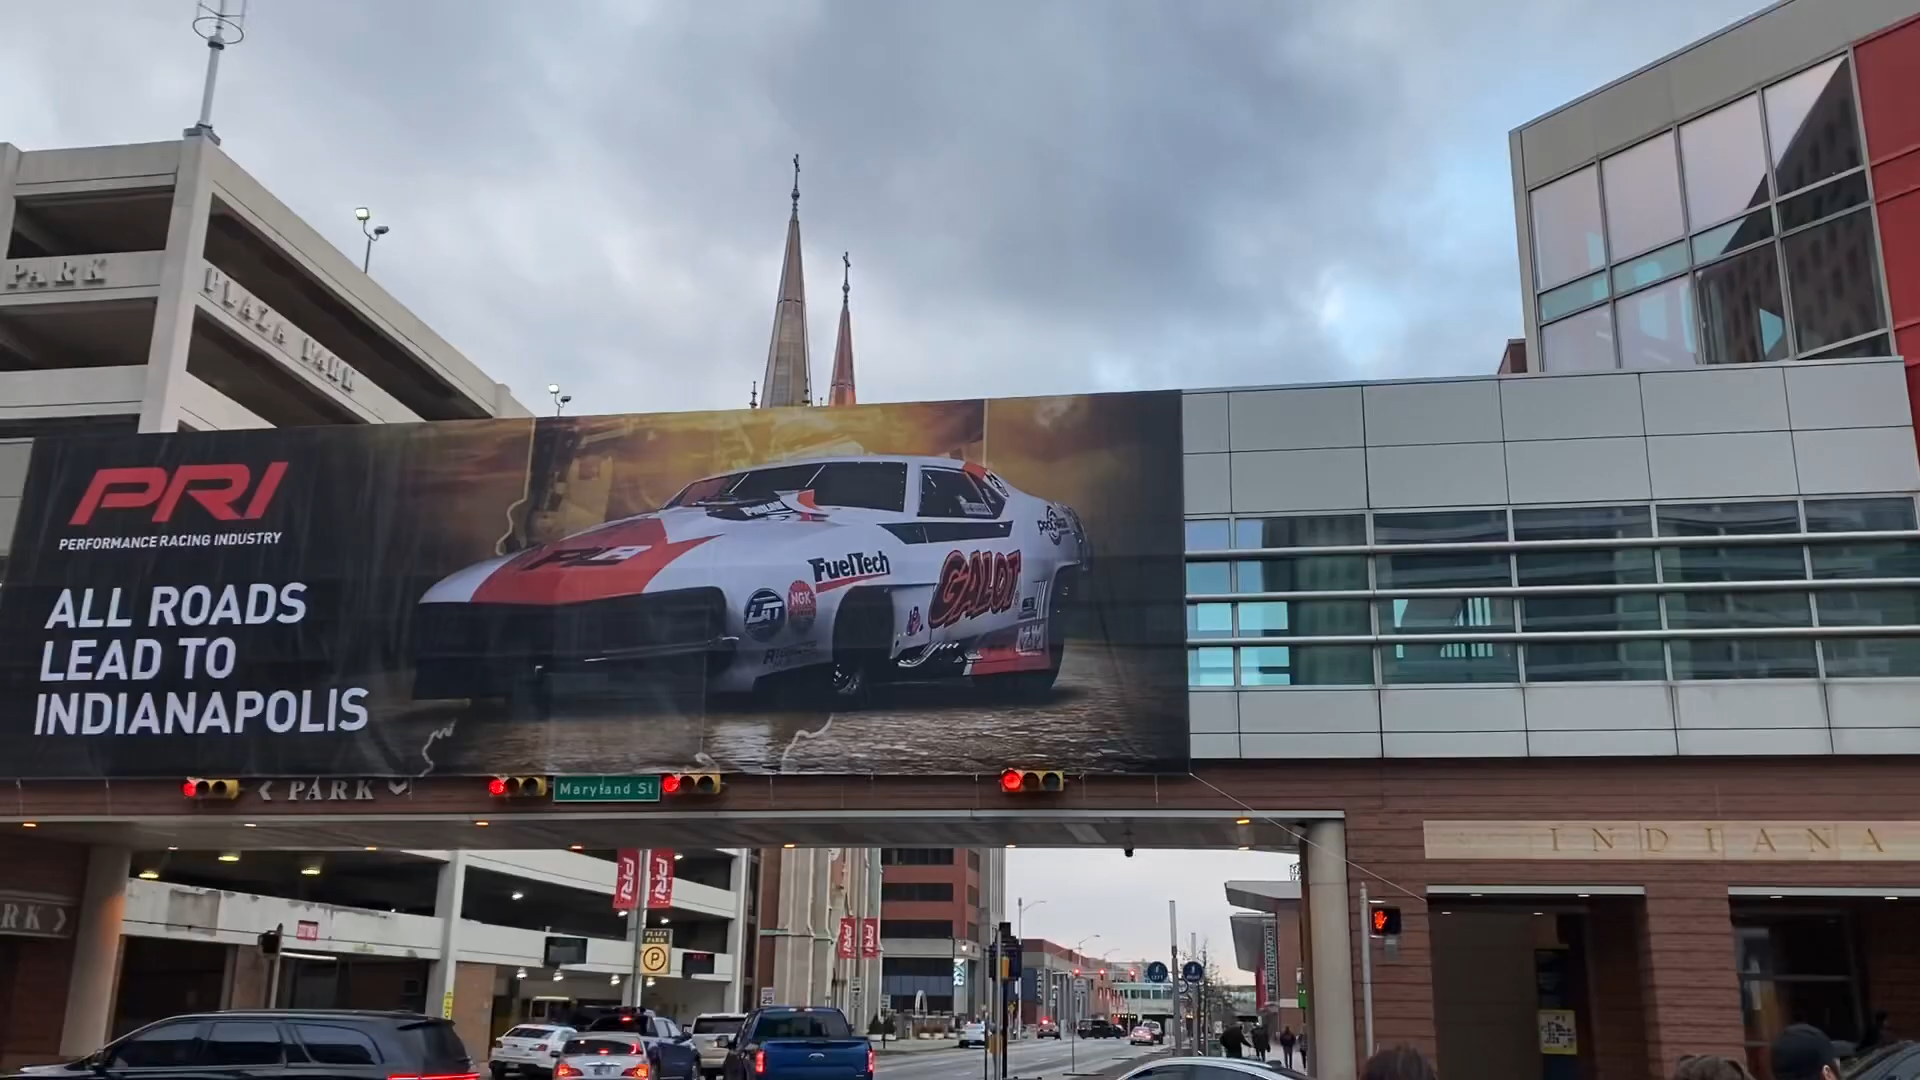 PARK
PLAZA PARK
PRI
PERFORMANCE RACING INDUSTRY
ALL ROADS
LEAD TO
INDIANAPOLIS
FuelTech
NGK
GALOT
< PARK
Maryland St
INDIANA
PRI
PRI
PRI
PRI
PLAZA
PARK
P
RK >